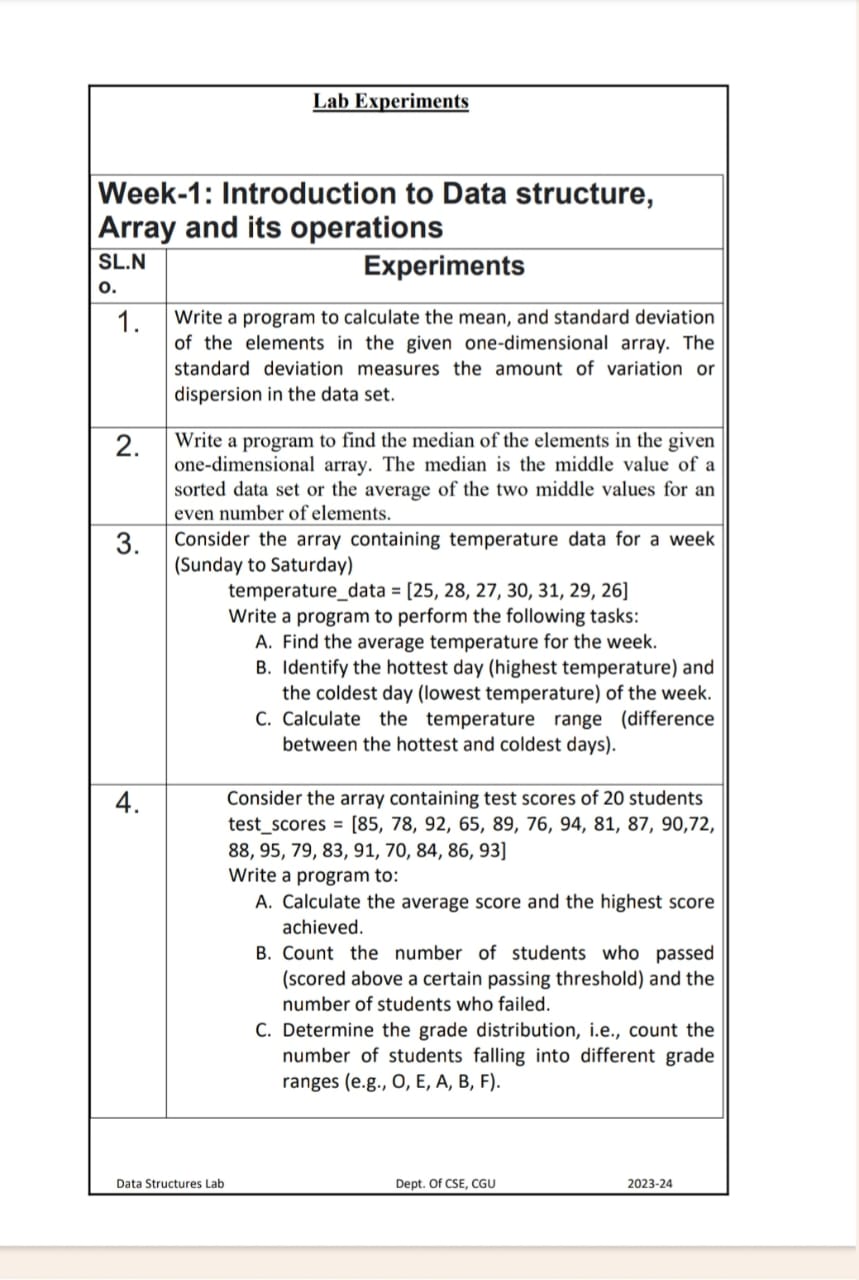 Lab Experiments
Week-1: Introduction to Data structure,
Array and its operations
SL.N
o.
Experiments
1.
Write a program to calculate the mean, and standard deviation
of the elements in the given one-dimensional array. The
standard deviation measures the amount of variation or
dispersion in the data set.
2.
Write a program to find the median of the elements in the given
one-dimensional array. The median is the middle value of a
sorted data set or the average of the two middle values for an
even number of elements.
3.
Consider the array containing temperature data for a week
(Sunday to Saturday)
temperature_data = [25, 28, 27, 30, 31, 29, 26]
Write a program to perform the following tasks:
A. Find the average temperature for the week.
B. Identify the hottest day (highest temperature) and
the coldest day (lowest temperature) of the week.
C. Calculate the temperature range (difference
between the hottest and coldest days).
4.
Consider the array containing test scores of 20 students
test_scores = [85, 78, 92, 65, 89, 76, 94, 81, 87, 90,72,
88, 95, 79, 83, 91, 70, 84, 86, 93]
Write a program to:
A. Calculate the average score and the highest score
achieved.
B. Count the number of students who passed
(scored above a certain passing threshold) and the
number of students who failed.
C. Determine the grade distribution, i.e., count the
number of students falling into different grade
ranges (e.g., O, E, A, B, F).
Data Structures Lab Dept. Of CSE, CGU 2023-24